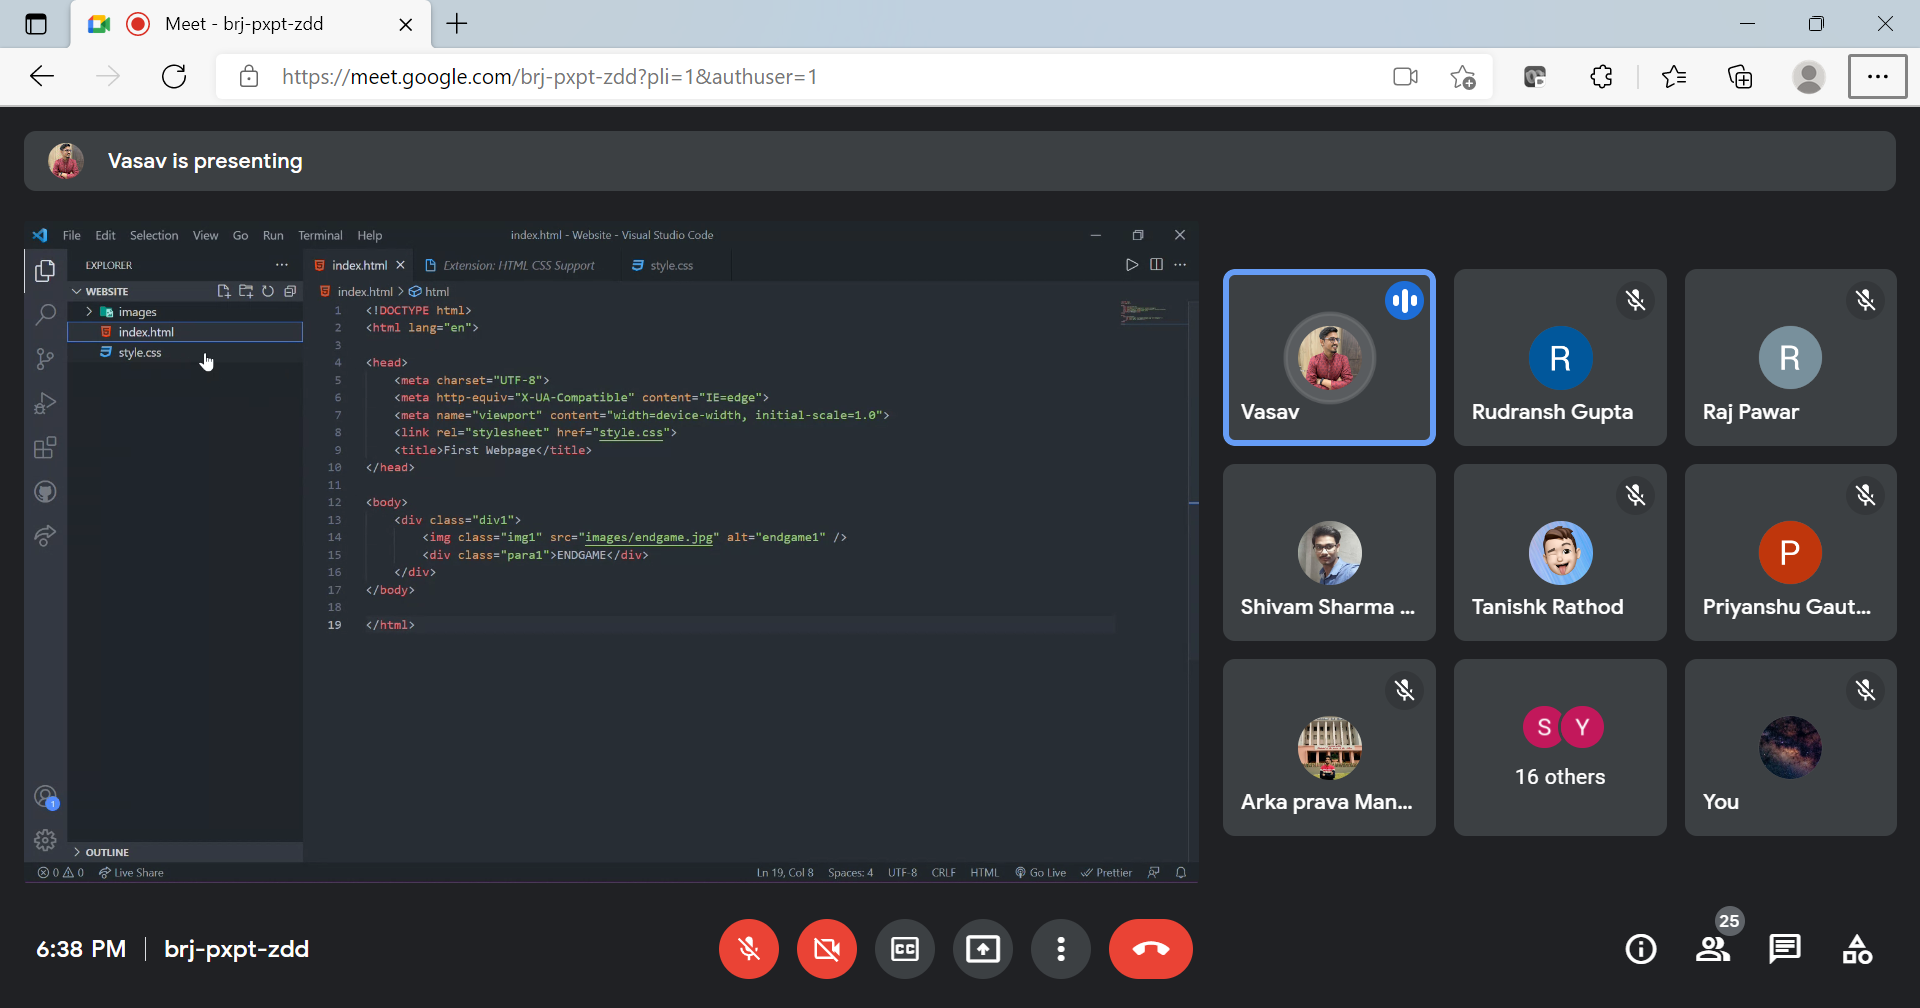 Meet - brj-pxpt-zdd
https://meet.google.com/brj-pxpt-zdd?pli=1&authuser=1
Vasav is presenting
File Edit Selection View Go Run Terminal Help
index.html - Website - Visual Studio Code
EXPLORER
index.html
Extension: HTML CSS Support
style.css
WEBSITE
index.html > html
images
index.html
style.css
1 <!DOCTYPE html>
2 <html lang="en">
3
4 <head>
5 <meta charset="UTF-8">
6 <meta http-equiv="X-UA-Compatible" content="IE=edge">
7 <meta name="viewport" content="width=device-width, initial-scale=1.0">
8 <link rel="stylesheet" href="style.css">
9 <title>First Webpage</title>
10 </head>
11
12 <body>
13 <div class="div1">
14 <img class="img1" src="images/endgame.jpg" alt="endgame1" />
15 <div class="para1">ENDGAME</div>
16 </div>
17 </body>
18
19 </html>
1
OUTLINE
0 0 Live Share
Ln 19, Col 8 Spaces: 4 UTF-8 CRLF HTML Go Live Prettier
Vasav
R
Rudransh Gupta
R
Raj Pawar
Shivam Sharma ...
Tanishk Rathod
P
Priyanshu Gaut...
Arka prava Man...
S Y
16 others
You
6:38 PM | brj-pxpt-zdd
CC
25